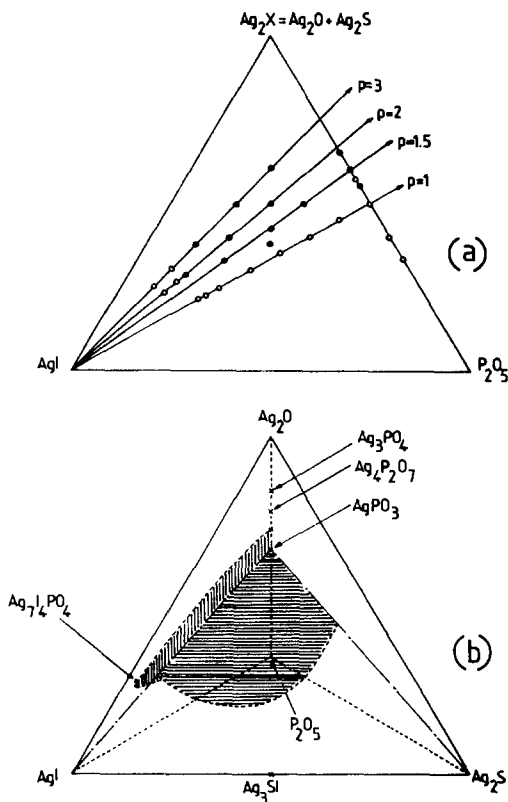 Ag₂X = Ag₂O + Ag₂S
p=3
p=2
p=1.5
p=1
(a)
AgI
P₂O₅
Ag₂O
Ag₃PO₄
Ag₄P₂O₇
AgPO₃
Ag₇I₄PO₄
(b)
P₂O₅
AgI
Ag₃SI
Ag₂S